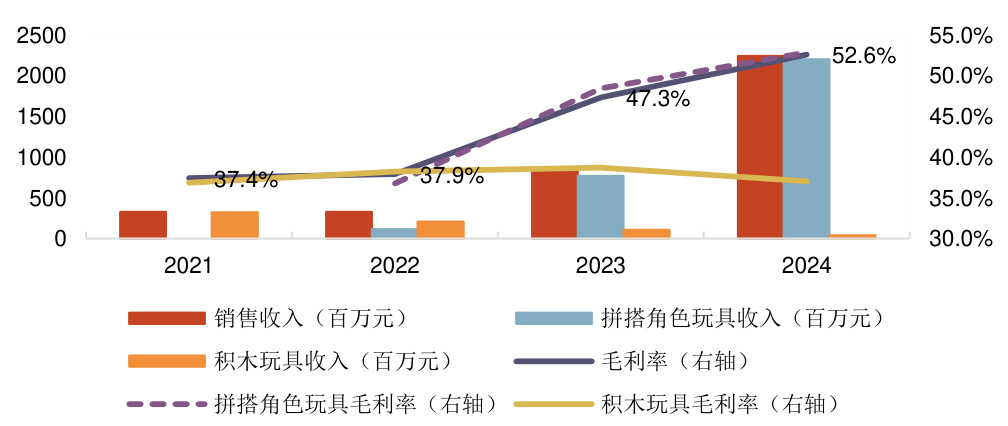 2500 55.0%
2000 50.0% 52.6%
1500 45.0% 47.3%
1000 40.0%
500 35.0% 37.4% 37.9%
0 30.0%
2021 2022 2023 2024
销售收入（百万元） 拼搭角色玩具收入（百万元）
积木玩具收入（百万元） 毛利率（右轴）
拼搭角色玩具毛利率（右轴） 积木玩具毛利率（右轴）